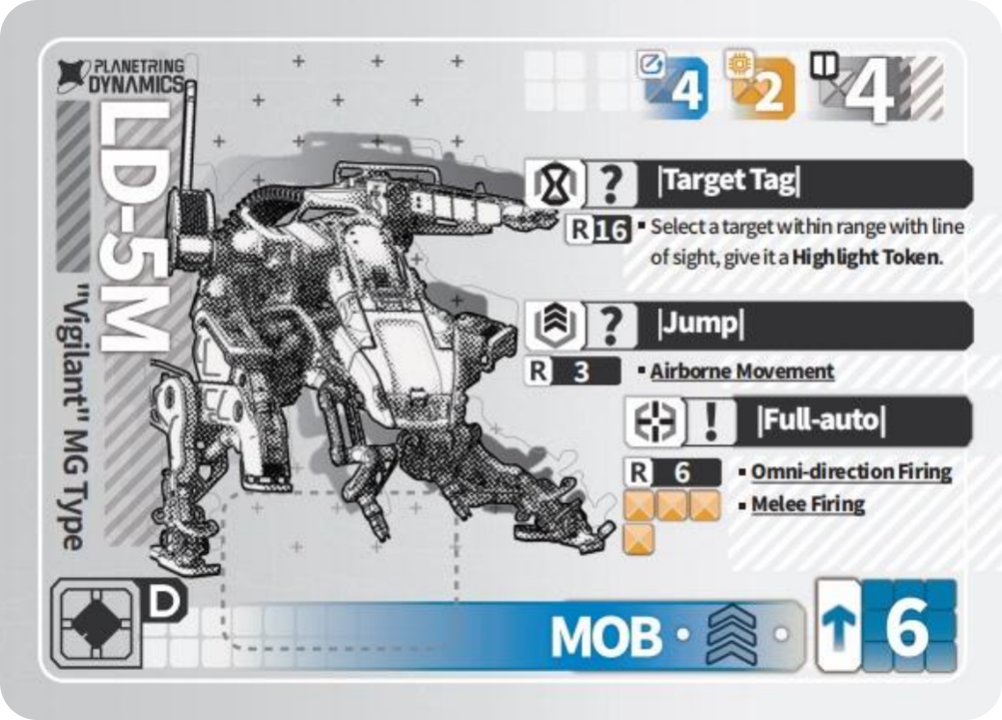 PLANETRING
DYNAMICS
LD-5M
"Vigilant" MG Type
4
2
4
? |Target Tag|
R 16
▪ Select a target within range with line
of sight, give it a Highlight Token.
? |Jump|
R 3
▪ Airborne Movement
! |Full-auto|
R 6
▪ Omni-direction Firing
▪ Melee Firing
D
MOB
6